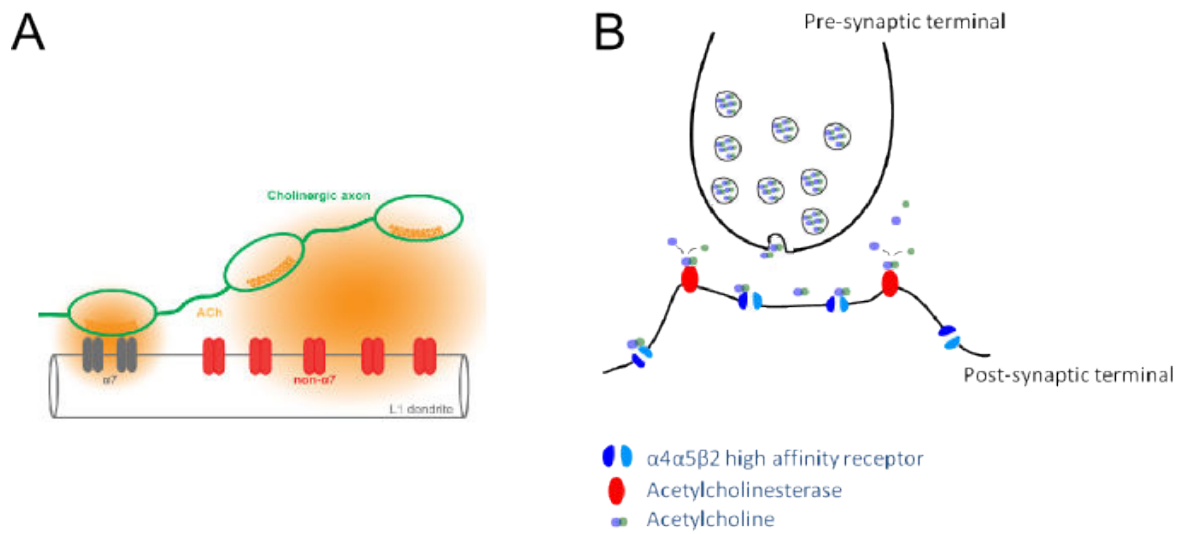 A
Cholinergic axon
ACh
α7
non-α7
L1 dendrite
B
Pre-synaptic terminal
Post-synaptic terminal
α4α5β2 high affinity receptor
Acetylcholinesterase
Acetylcholine